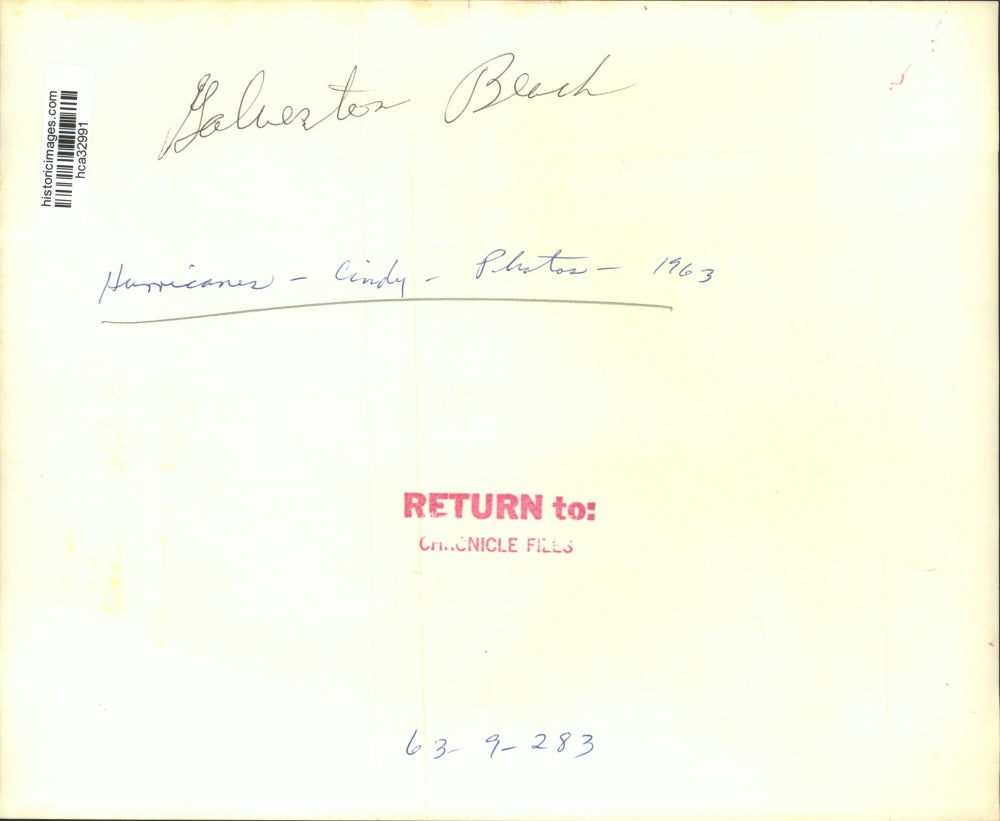 historicimages.com
hca32991
Galveston Beach
Hurricanes - Cindy - Photos - 1963
RETURN to:
CHRONICLE FILES
63-9-283